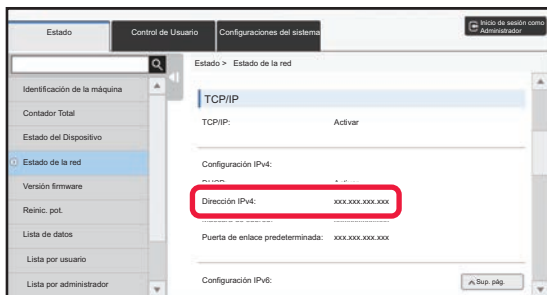 Estado
Control de Usuario
Configuraciones del sistema
Inicio de sesión como
Administrador
Estado > Estado de la red
Identificación de la máquina
Contador Total
Estado del Dispositivo
Estado de la red
Versión firmware
Reinic. pot.
Lista de datos
Lista por usuario
Lista por administrador
TCP/IP
TCP/IP: Activar
Configuración IPv4:
Dirección IPv4: xxx.xxx.xxx.xxx
Puerta de enlace predeterminada: xxx.xxx.xxx.xxx
Configuración IPv6:
Sup. pág.